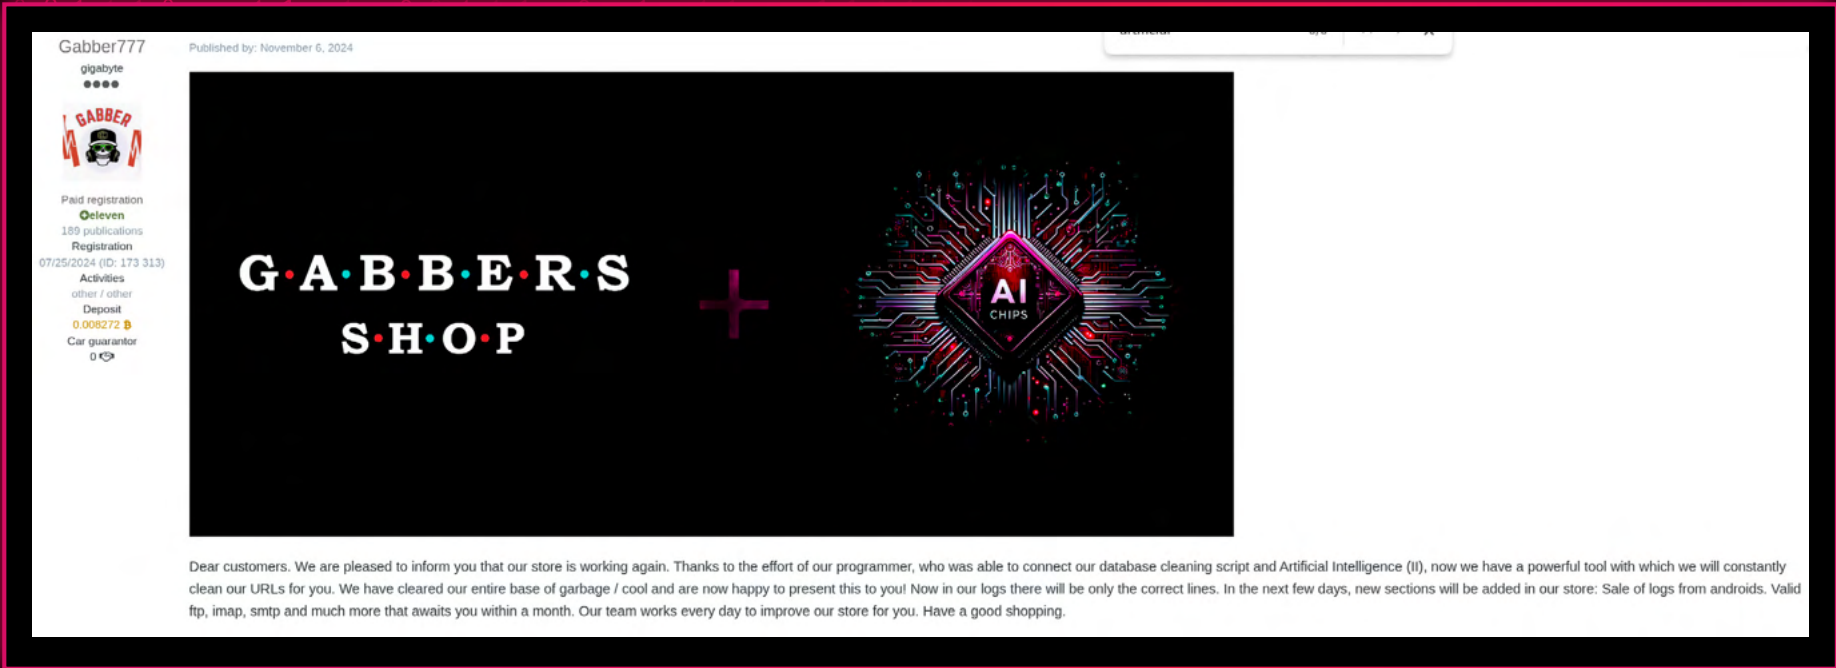 Gabber777
gigabyte
GABBER
Paid registration
eleven
189 publications
Registration
07/25/2024 (ID: 173 313)
Activities
other / other
Deposit
0.008272 ₿
Car guarantor
0
Published by: November 6, 2024
G·A·B·B·E·R·S
S·H·O·P
AI
CHIPS
Dear customers. We are pleased to inform you that our store is working again. Thanks to the effort of our programmer, who was able to connect our database cleaning script and Artificial Intelligence (II), now we have a powerful tool with which we will constantly
clean our URLs for you. We have cleared our entire base of garbage / cool and are now happy to present this to you! Now in our logs there will be only the correct lines. In the next few days, new sections will be added in our store: Sale of logs from androids. Valid
ftp, imap, smtp and much more that awaits you within a month. Our team works every day to improve our store for you. Have a good shopping.